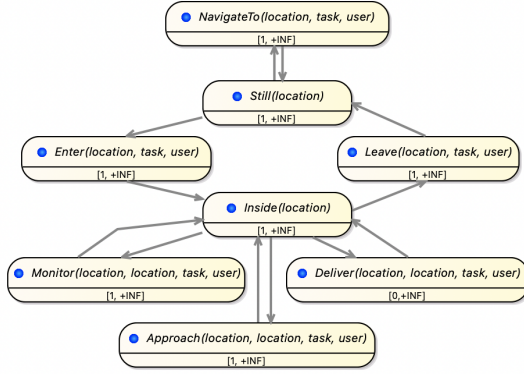 NavigateTo(location, task, user)
[1, +INF]
Still(location)
[1, +INF]
Enter(location, task, user)
[1, +INF]
Leave(location, task, user)
[1, +INF]
Inside(location)
[1, +INF]
Monitor(location, location, task, user)
[1, +INF]
Deliver(location, location, task, user)
[0,+INF]
Approach(location, location, task, user)
[1, +INF]